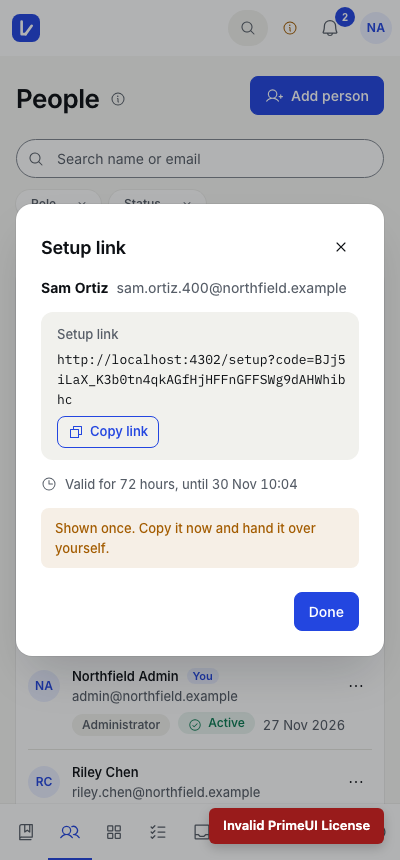 2
NA
People
Add person
Search name or email
Role
Status
Setup link
Sam Ortiz sam.ortiz.400@northfield.example
Setup link
http://localhost:4302/setup?code=BJj5
iLaX_K3b0tn4qkAGfHjHFFnGFFSWg9dAHWhib
hc
Copy link
Valid for 72 hours, until 30 Nov 10:04
Shown once. Copy it now and hand it over
yourself.
Done
NA
Northfield Admin You
admin@northfield.example
Administrator Active 27 Nov 2026
RC
Riley Chen
riley.chen@northfield.example
Invalid PrimeUI License